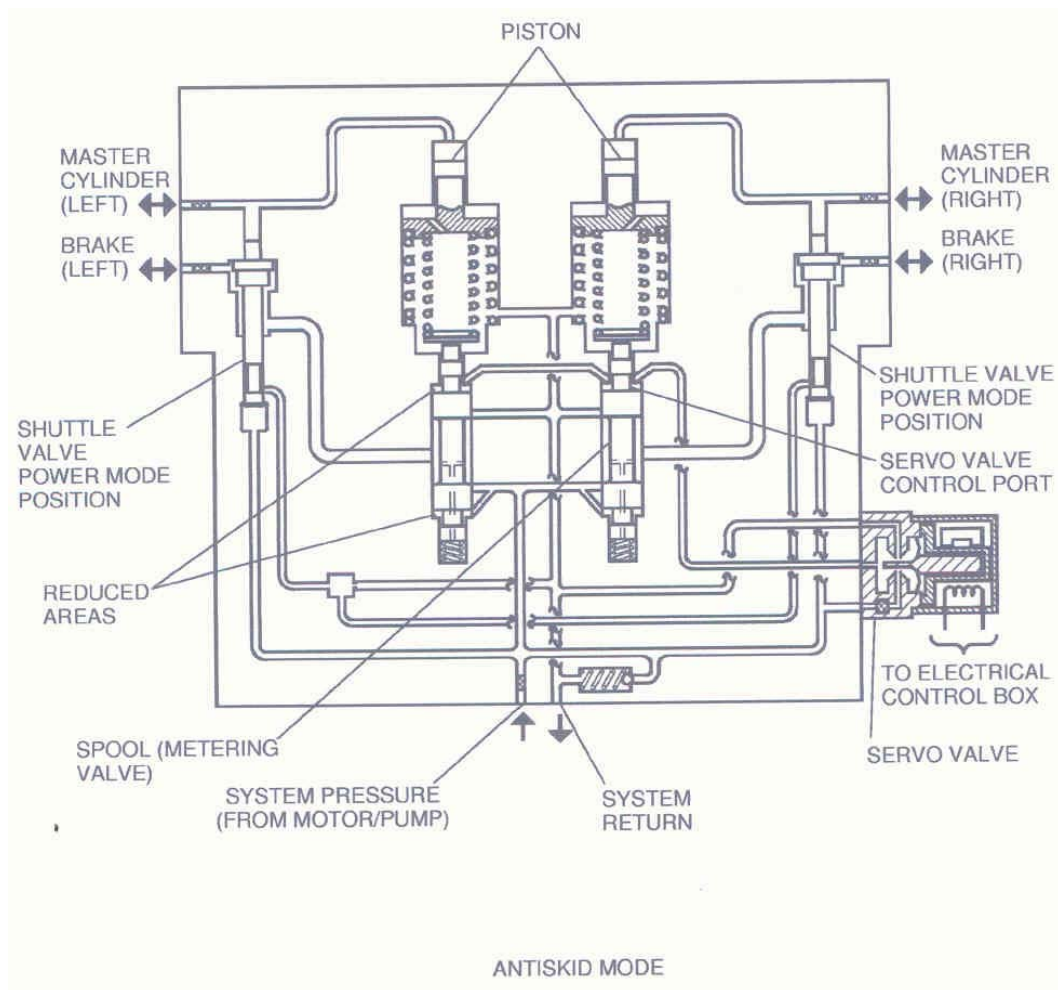 PISTON
MASTER
CYLINDER
(LEFT)
BRAKE
(LEFT)
MASTER
CYLINDER
(RIGHT)
BRAKE
(RIGHT)
SHUTTLE
VALVE
POWER MODE
POSITION
SHUTTLE VALVE
POWER MODE
POSITION
SERVO VALVE
CONTROL PORT
REDUCED
AREAS
TO ELECTRICAL
CONTROL BOX
SERVO VALVE
SPOOL (METERING
VALVE)
SYSTEM PRESSURE
(FROM MOTOR/PUMP)
SYSTEM
RETURN
ANTISKID MODE